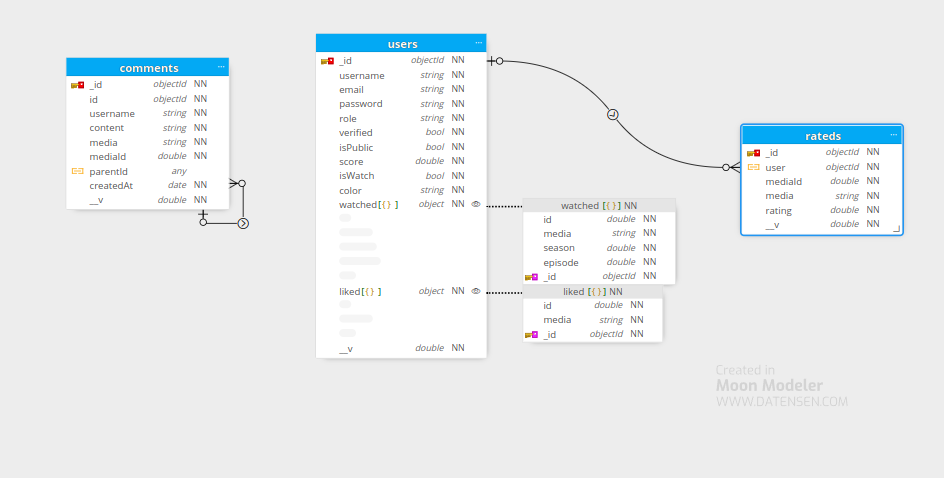 comments ...
_id objectId NN
id objectId NN
username string NN
content string NN
media string NN
mediaId double NN
parentId any
createdAt date NN
__v double NN
users ...
_id objectId NN
username string NN
email string NN
password string NN
role string NN
verified bool NN
isPublic bool NN
score double NN
isWatch bool NN
color string NN
watched[{}] object NN
liked[{}] object NN
__v double NN
watched [{}] NN
id double NN
media string NN
season double NN
episode double NN
_id objectId NN
liked [{}] NN
id double NN
media string NN
_id objectId NN
rateds ...
_id objectId NN
user objectId NN
mediaId double NN
media string NN
rating double NN
__v double NN
Created in
Moon Modeler
WWW.DATENSEN.COM